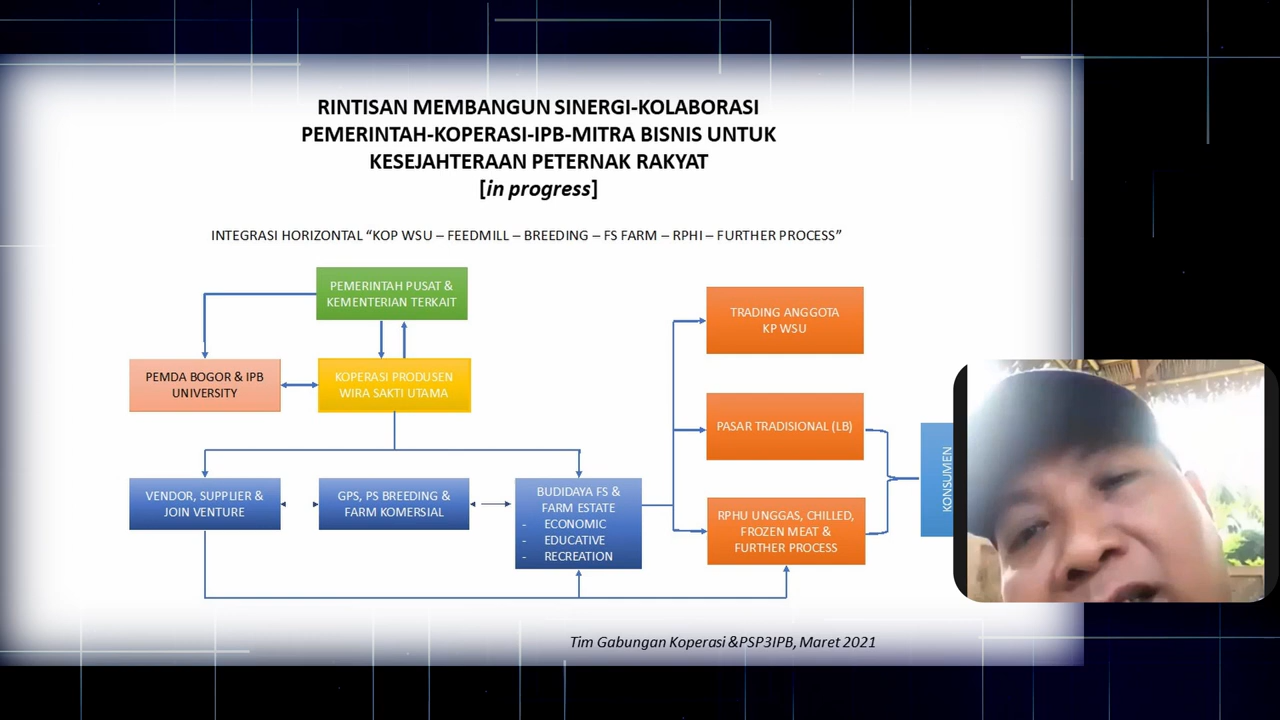 RINTISAN MEMBANGUN SINERGI-KOLABORASI
PEMERINTAH-KOPERASI-IPB-MITRA BISNIS UNTUK
KESEJAHTERAAN PETERNAK RAKYAT
[in progress]
INTEGRASI HORIZONTAL “KOP WSU – FEEDMILL – BREEDING – FS FARM – RPHI – FURTHER PROCESS”
PEMERINTAH PUSAT &
KEMENTERIAN TERKAIT
PEMDA BOGOR & IPB
UNIVERSITY
KOPERASI PRODUSEN
WIRA SAKTI UTAMA
VENDOR, SUPPLIER &
JOIN VENTURE
GPS, PS BREEDING &
FARM KOMERSIAL
BUDIDAYA FS &
FARM ESTATE
- ECONOMIC
- EDUCATIVE
- RECREATION
TRADING ANGGOTA
KP WSU
PASAR TRADISIONAL (LB)
RPHU UNGGAS, CHILLED,
FROZEN MEAT &
FURTHER PROCESS
KONSUMEN
Tim Gabungan Koperasi &PSP3IPB, Maret 2021